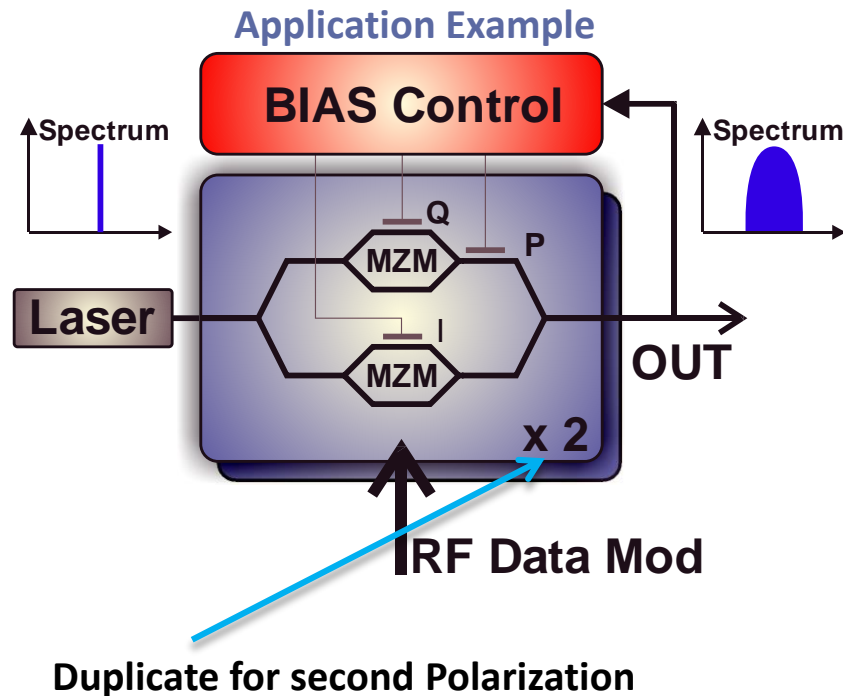 Application Example
BIAS Control
Spectrum
Spectrum
Q
P
MZM
Laser
I
MZM
OUT
x 2
RF Data Mod
Duplicate for second Polarization